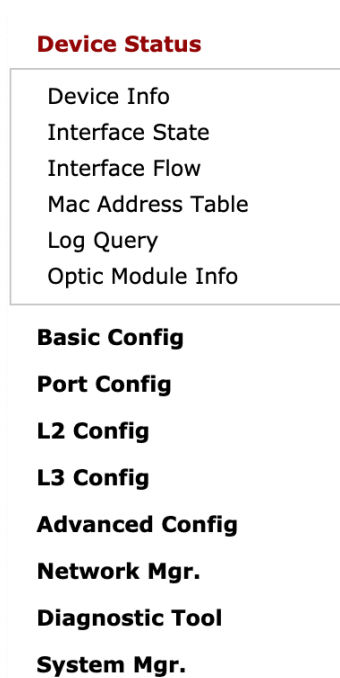 Device Status
Device Info
Interface State
Interface Flow
Mac Address Table
Log Query
Optic Module Info
Basic Config
Port Config
L2 Config
L3 Config
Advanced Config
Network Mgr.
Diagnostic Tool
System Mgr.